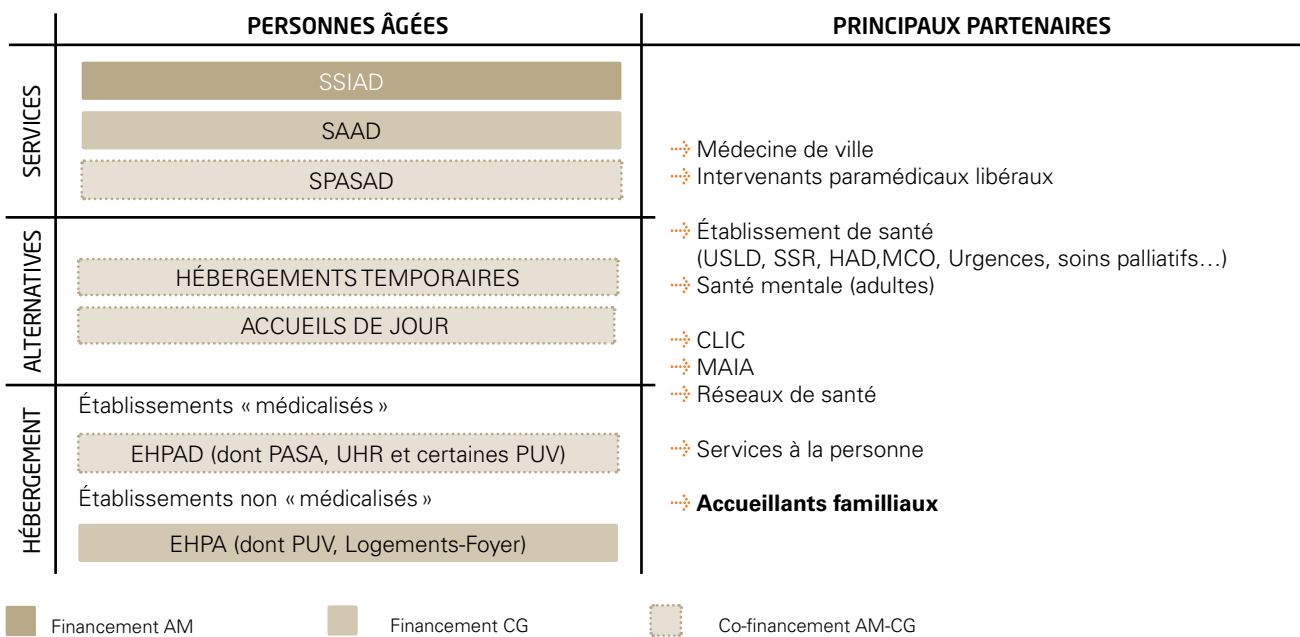 PERSONNES ÂGÉES
PRINCIPAUX PARTENAIRES
SERVICES
SSIAD
SAAD
SPASAD
ALTERNATIVES
HÉBERGEMENTS TEMPORAIRES
ACCUEILS DE JOUR
HÉBERGEMENT
Établissements « médicalisés »
EHPAD (dont PASA, UHR et certaines PUV)
Établissements non « médicalisés »
EHPA (dont PUV, Logements-Foyer)
Médecine de ville
Intervenants paramédicaux libéraux
Établissement de santé
(USLD, SSR, HAD,MCO, Urgences, soins palliatifs…)
Santé mentale (adultes)
CLIC
MAIA
Réseaux de santé
Services à la personne
Accueillants familliaux
Financement AM
Financement CG
Co-financement AM-CG